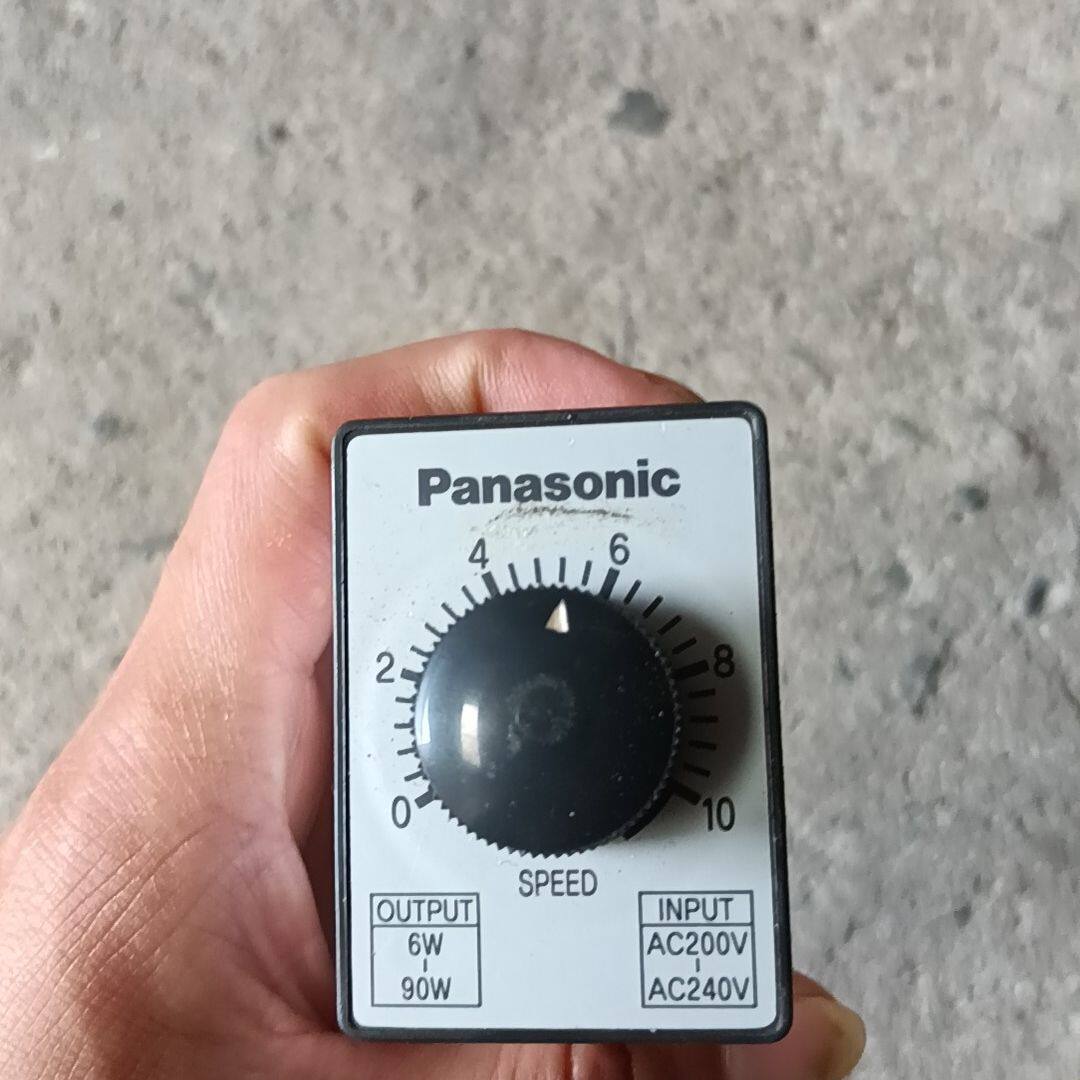 Panasonic
4 6
2 8
0 10
SPEED
OUTPUT
6W
90W
INPUT
AC200V
AC240V